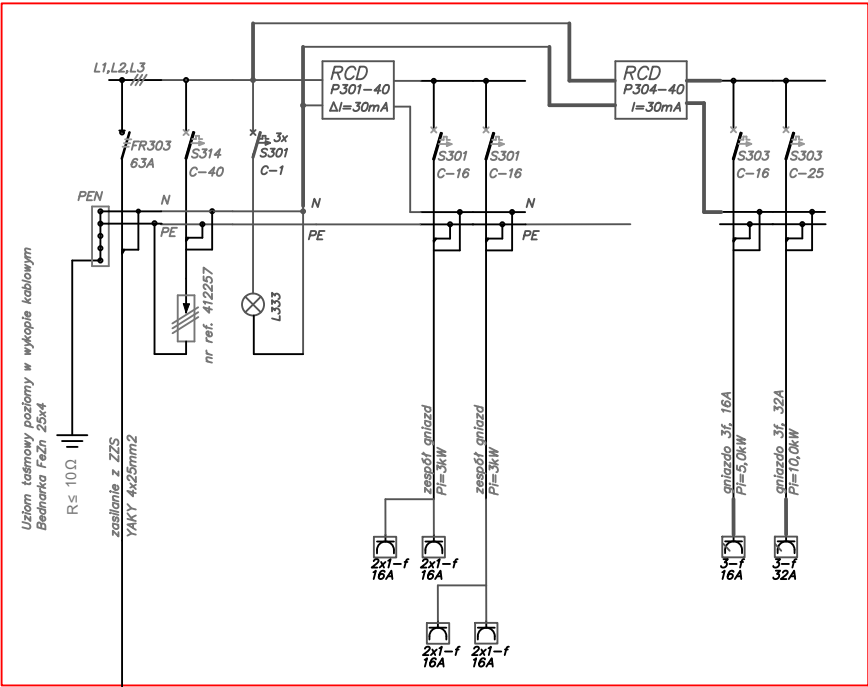 L1,L2,L3
RCD
P301-40
ΔI=30mA
RCD
P304-40
I=30mA
FR303
63A
S314
C-40
3x
S301
C-1
S301
C-16
S301
C-16
S303
C-16
S303
C-25
PEN
N
PE
N
PE
N
PE
Uziom taśmowy poziomy w wykopie kablowym
Bednarka FeZn 25x4
R≤ 10Ω
zasilanie z ZZS
YAKY 4x25mm2
nr ref. 412257
L333
zespół gniazd
Pi=3kW
zespół gniazd
Pi=3kW
gniazdo 3f, 16A
Pi=5,0kW
gniazdo 3f, 32A
Pi=10,0kW
2x1-f
16A
2x1-f
16A
3-f
16A
3-f
32A
2x1-f
16A
2x1-f
16A